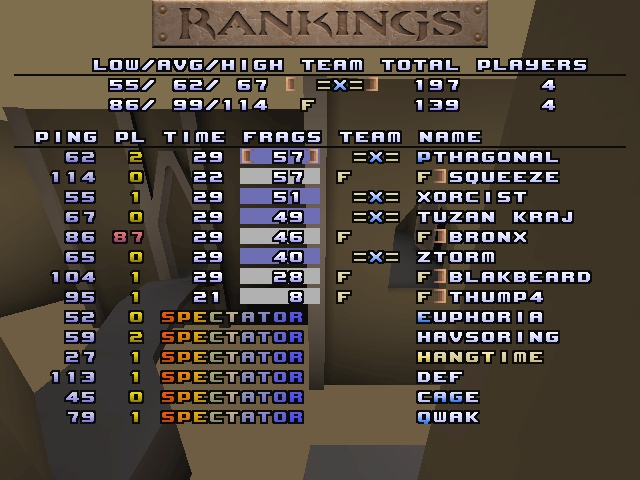 RANKINGS
LOW/AVG/HIGH TEAM TOTAL PLAYERS
55/ 62/ 67 [ =X=] 197 4
86/ 99/114 F 139 4
PING PL TIME FRAGS TEAM NAME
62 2 29 [57] =X= PTHAGONAL
114 0 22 57 F F]SQUEEZE
55 1 29 51 =X= XORCIST
67 0 29 49 =X= TUZAN KRAJ
86 87 29 46 F F]BRONX
65 0 29 40 =X= ZTORM
104 1 29 28 F F]BLAKBEARD
95 1 21 8 F F]THUMP4
52 0 SPECTATOR EUPHORIA
59 2 SPECTATOR HAVSORING
27 1 SPECTATOR HANGTIME
113 1 SPECTATOR DEF
45 0 SPECTATOR CAGE
79 1 SPECTATOR QWAK